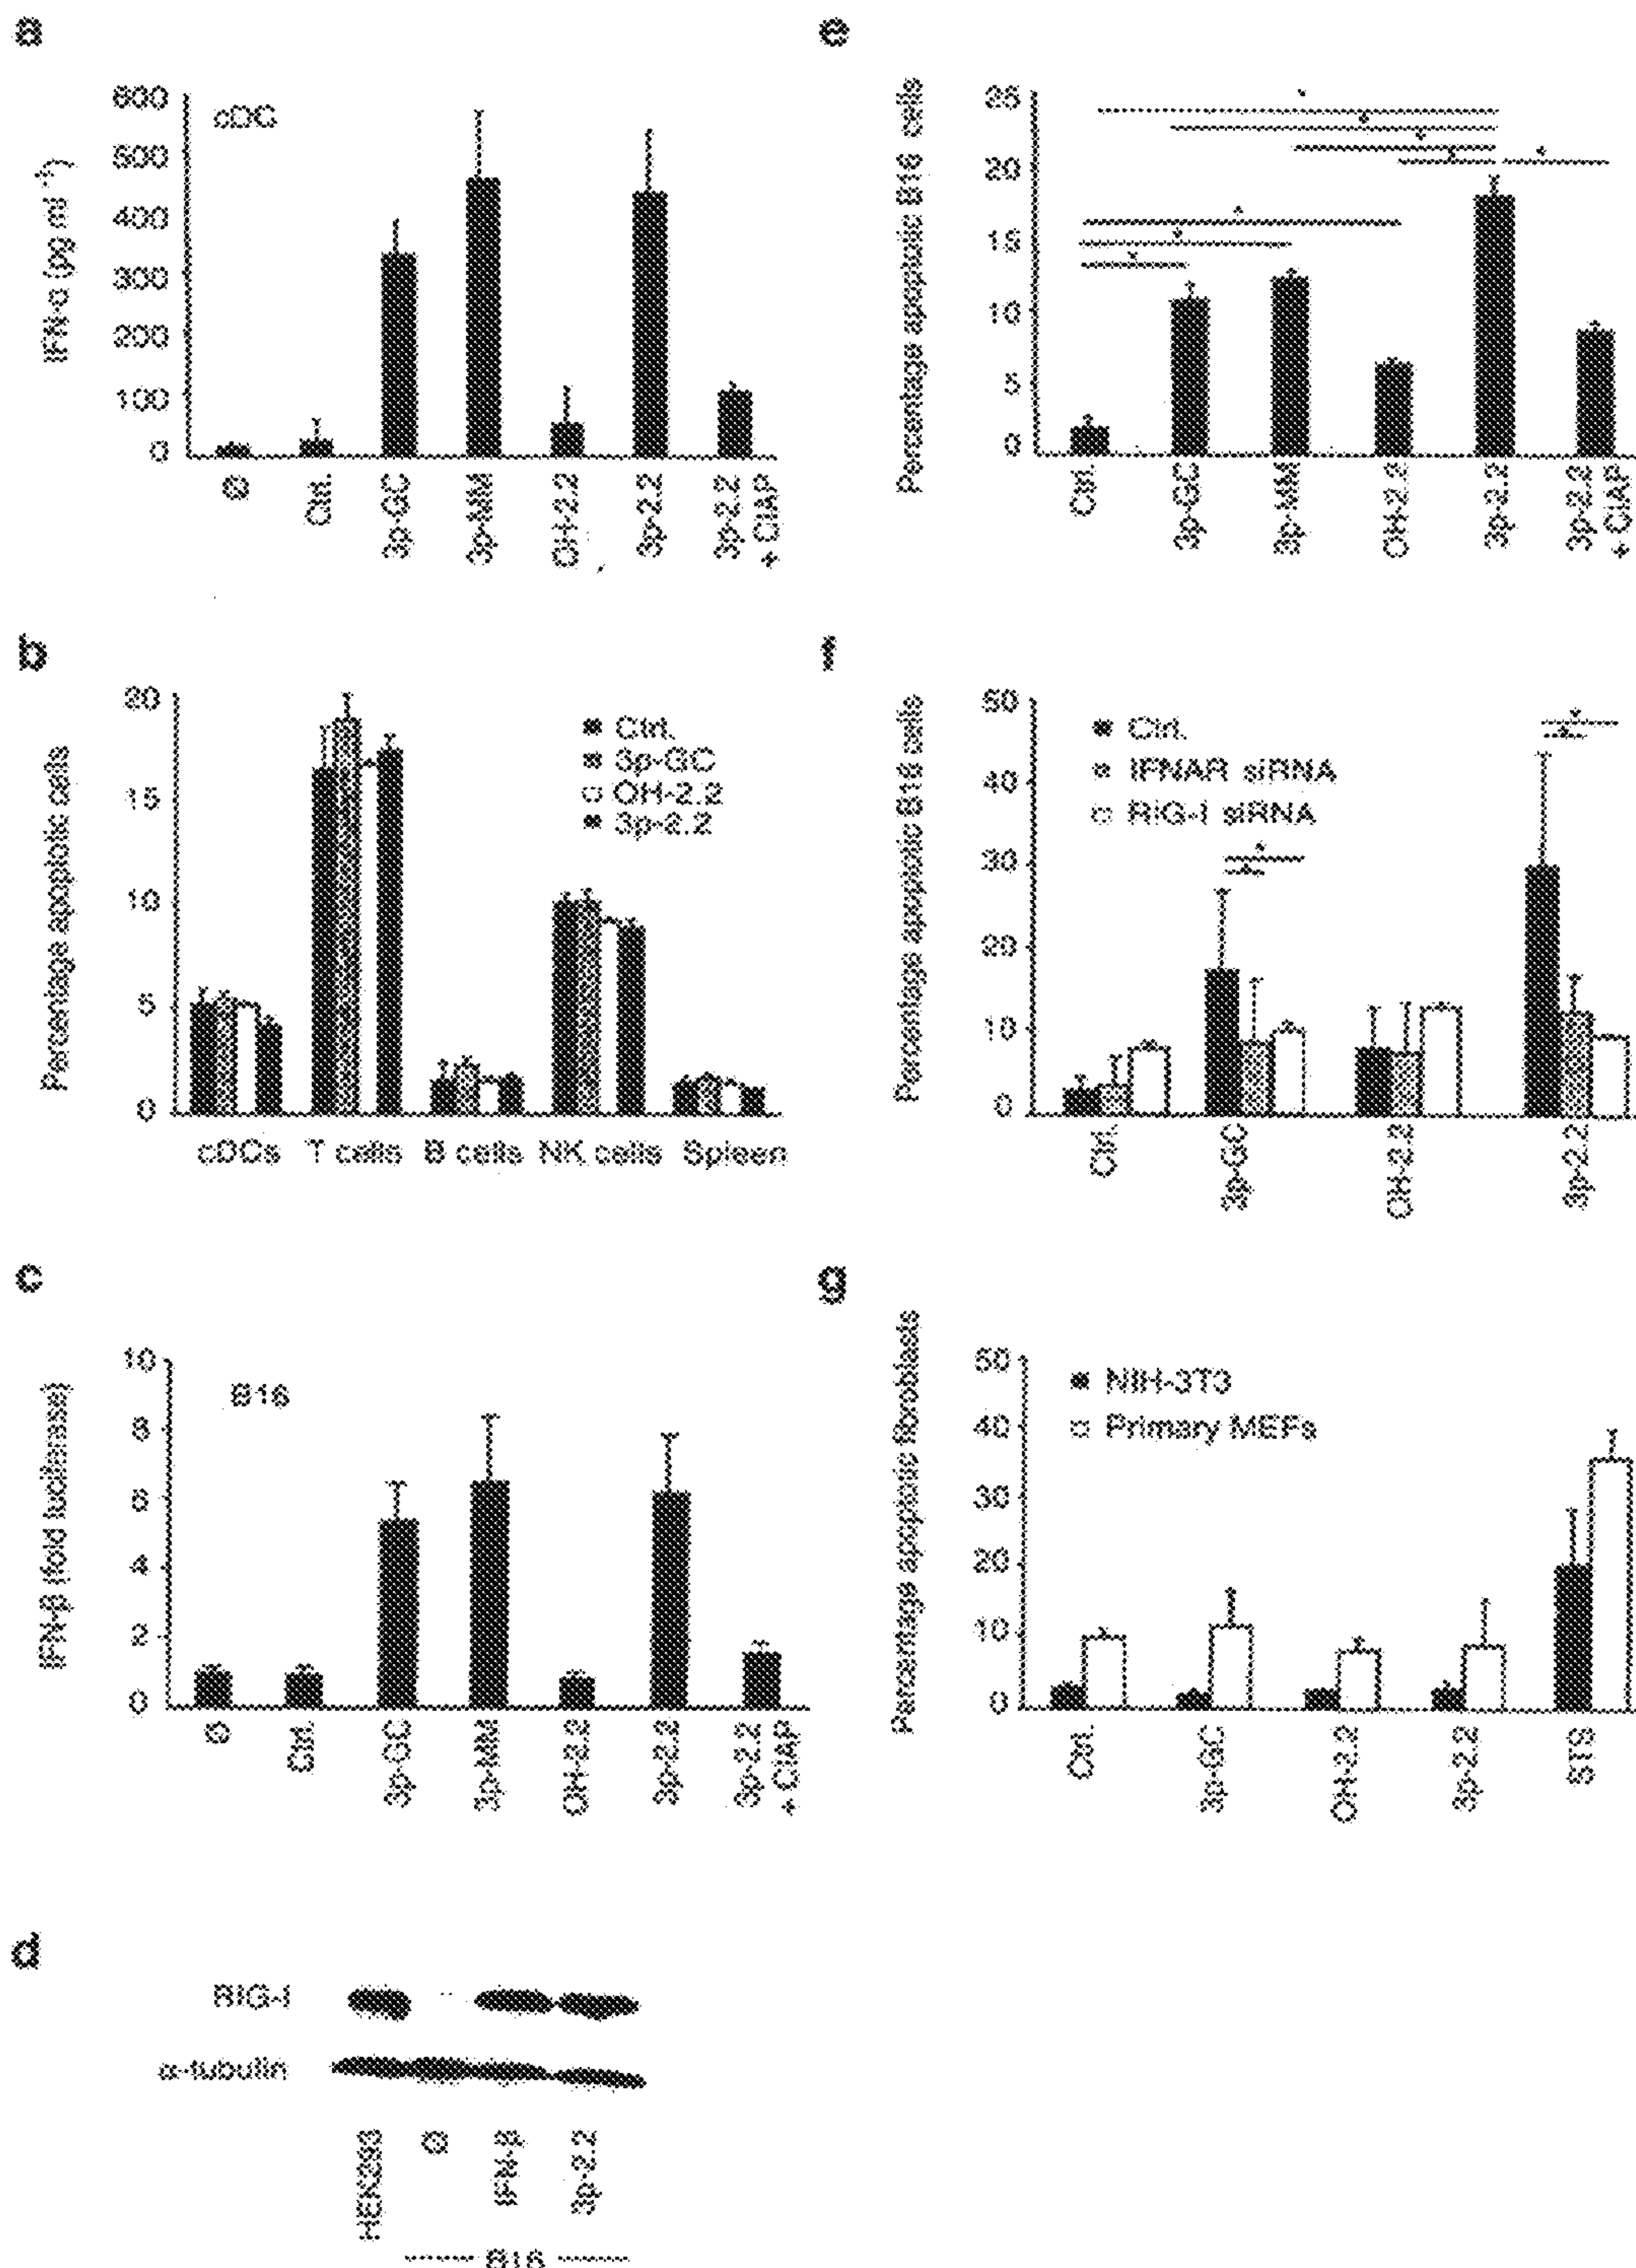 a
600
500
400
300
200
100
0
IFN-α (pg ml⁻¹)
cDC
∅
Ctrl.
3p-GC
3p-MM
OH-2.2
3p-2.2
3p-2.2
+ CIAP
e
25
20
15
10
5
0
Percentage apoptotic B16 cells
Ctrl.
3p-GC
3p-MM
OH-2.2
3p-2.2
3p-2.2
+ CIAP
b
20
15
10
5
0
Percentage apoptotic cells
Ctrl.
3p-GC
OH-2.2
3p-2.2
cDCs T cells B cells NK cells Spleen
f
50
40
30
20
10
0
Percentage apoptotic B16 cells
Ctrl.
IFNAR siRNA
RIG-I siRNA
Ctrl.
3p-GC
OH-2.2
3p-2.2
c
10
8
6
4
2
0
IFN-β (fold luciferase)
B16
∅
Ctrl.
3p-GC
3p-MM
OH-2.2
3p-2.2
3p-2.2
+ CIAP
g
50
40
30
20
10
0
Percentage apoptotic fibroblasts
NIH-3T3
Primary MEFs
Ctrl.
3p-GC
OH-2.2
3p-2.2
STS
d
RIG-I
α-tubulin
HEK293
∅
IFN-β
3p-2.2
B16